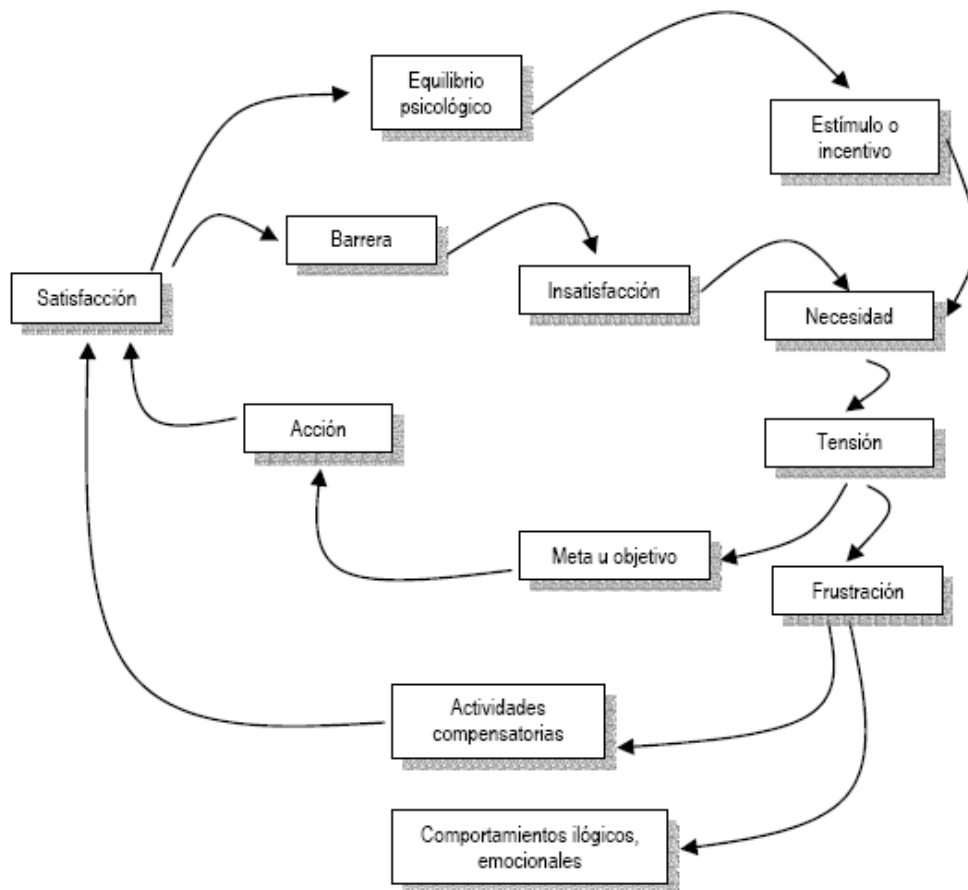 Equilibrio
psicológico
Estímulo o
incentivo
Barrera
Satisfacción
Insatisfacción
Necesidad
Acción
Tensión
Meta u objetivo
Frustración
Actividades
compensatorias
Comportamientos ilógicos,
emocionales